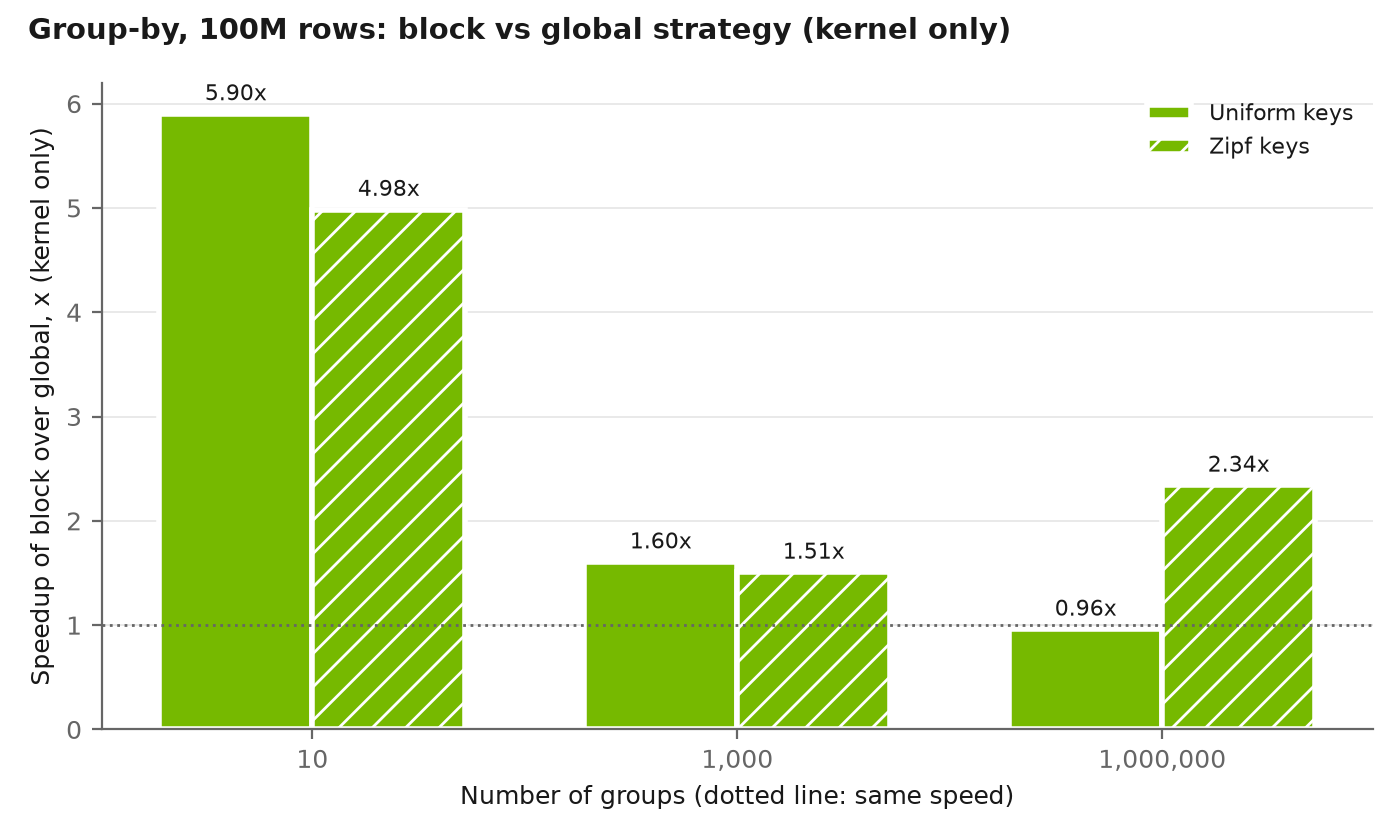 Group-by, 100M rows: block vs global strategy (kernel only)
Speedup of block over global, x (kernel only)
6
5
4
3
2
1
0
5.90x
4.98x
1.60x
1.51x
0.96x
2.34x
Uniform keys
Zipf keys
10
1,000
1,000,000
Number of groups (dotted line: same speed)